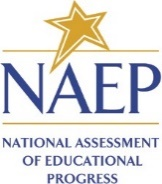 NAEP
NATIONAL ASSESSMENT
OF EDUCATIONAL
PROGRESS